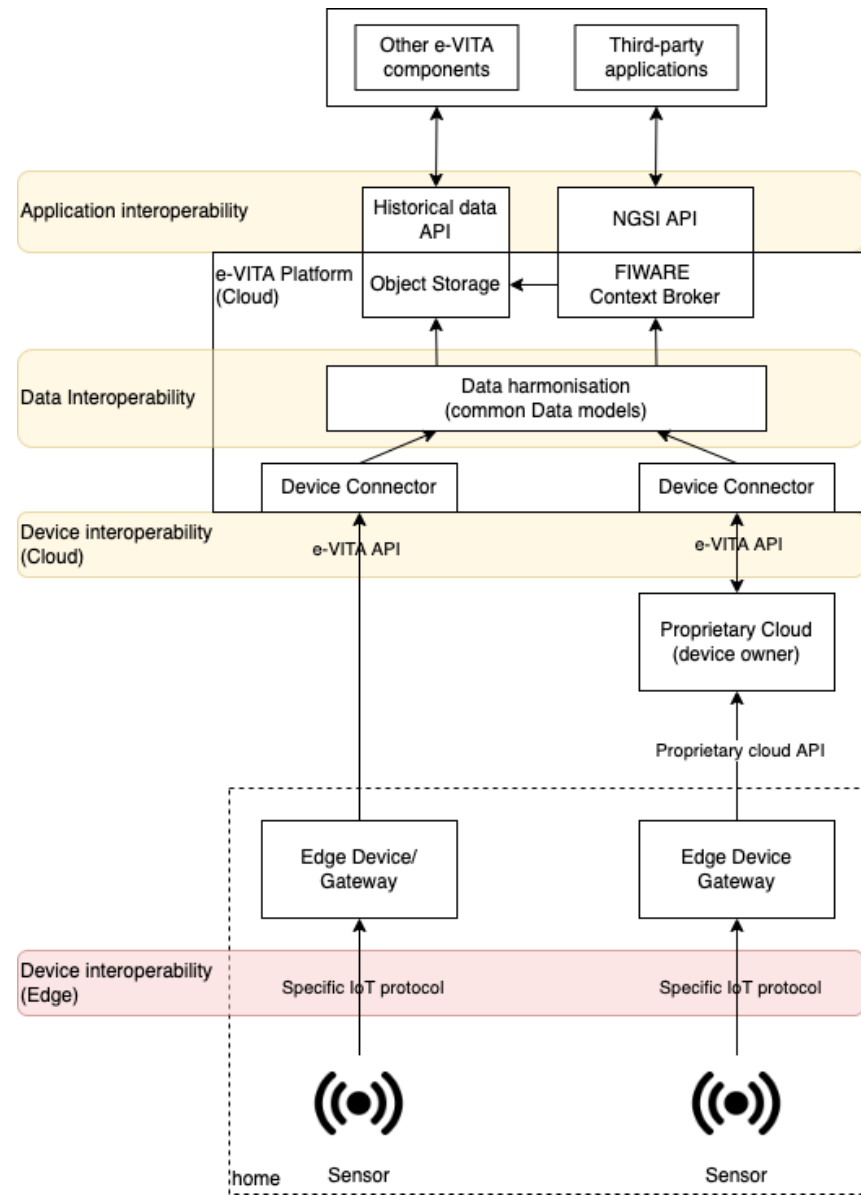 Other e-VITA
components
Third-party
applications
Application interoperability
Historical data
API
NGSI API
e-VITA Platform
(Cloud)
Object Storage
FIWARE
Context Broker
Data Interoperability
Data harmonisation
(common Data models)
Device Connector
Device Connector
Device interoperability
(Cloud)
e-VITA API
e-VITA API
Proprietary Cloud
(device owner)
Proprietary cloud API
Edge Device/
Gateway
Edge Device
Gateway
Device interoperability
(Edge)
Specific IoT protocol
Specific IoT protocol
home
Sensor
Sensor